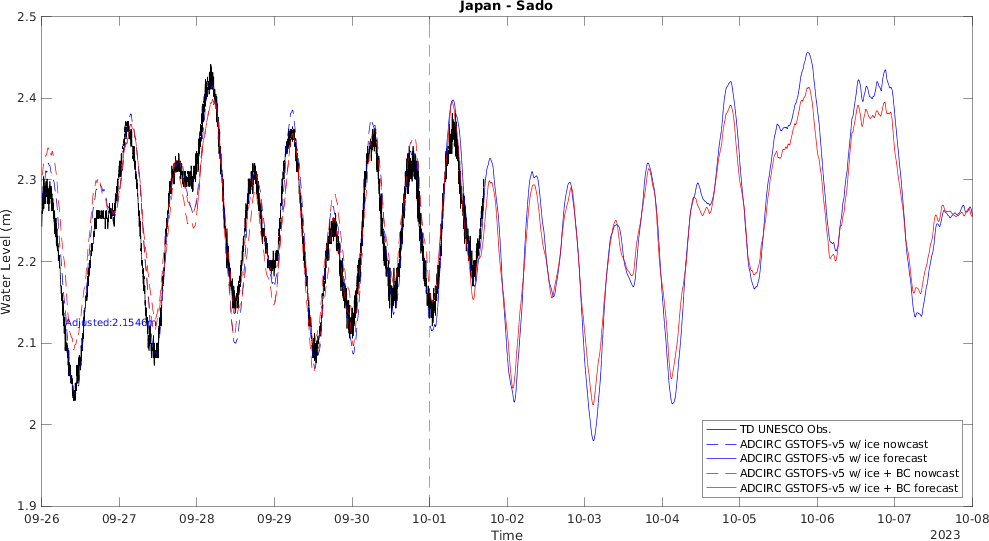 Japan - Sado
2.5
2.4
2.3
2.2
2.1
2
1.9
Water Level (m)
Adjusted:2.1546m
TD UNESCO Obs.
ADCIRC GSTOFS-v5 w/ ice nowcast
ADCIRC GSTOFS-v5 w/ ice forecast
ADCIRC GSTOFS-v5 w/ ice + BC nowcast
ADCIRC GSTOFS-v5 w/ ice + BC forecast
09-26 09-27 09-28 09-29 09-30 10-01 10-02 10-03 10-04 10-05 10-06 10-07 10-08
Time
2023